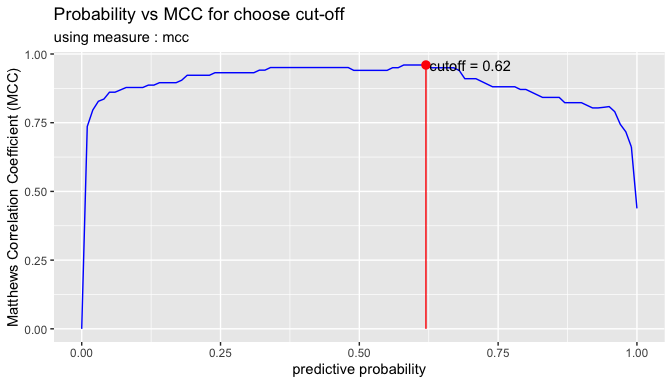 Probability vs MCC for choose cut-off
using measure : mcc
Matthews Correlation Coefficient (MCC)
1.00
0.75
0.50
0.25
0.00
cutoff = 0.62
0.00 0.25 0.50 0.75 1.00
predictive probability